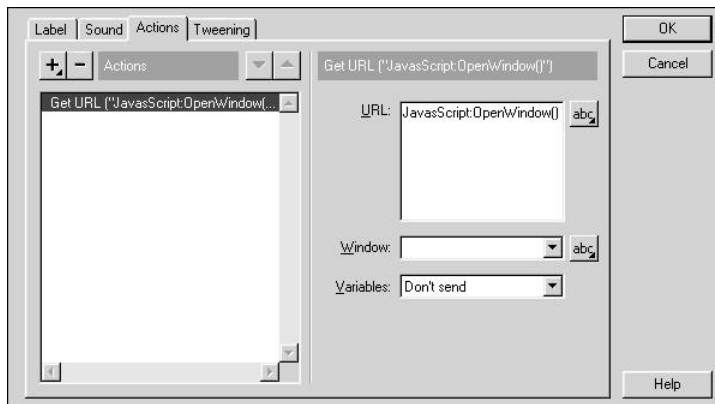 Label Sound Actions Tweening
OK
+ - Actions
Get URL ("JavasScript:OpenWindow()")
Cancel
Get URL ("JavasScript:OpenWindow(...
URL: JavasScript:OpenWindow() abc
Window: abc
Variables: Don't send
Help